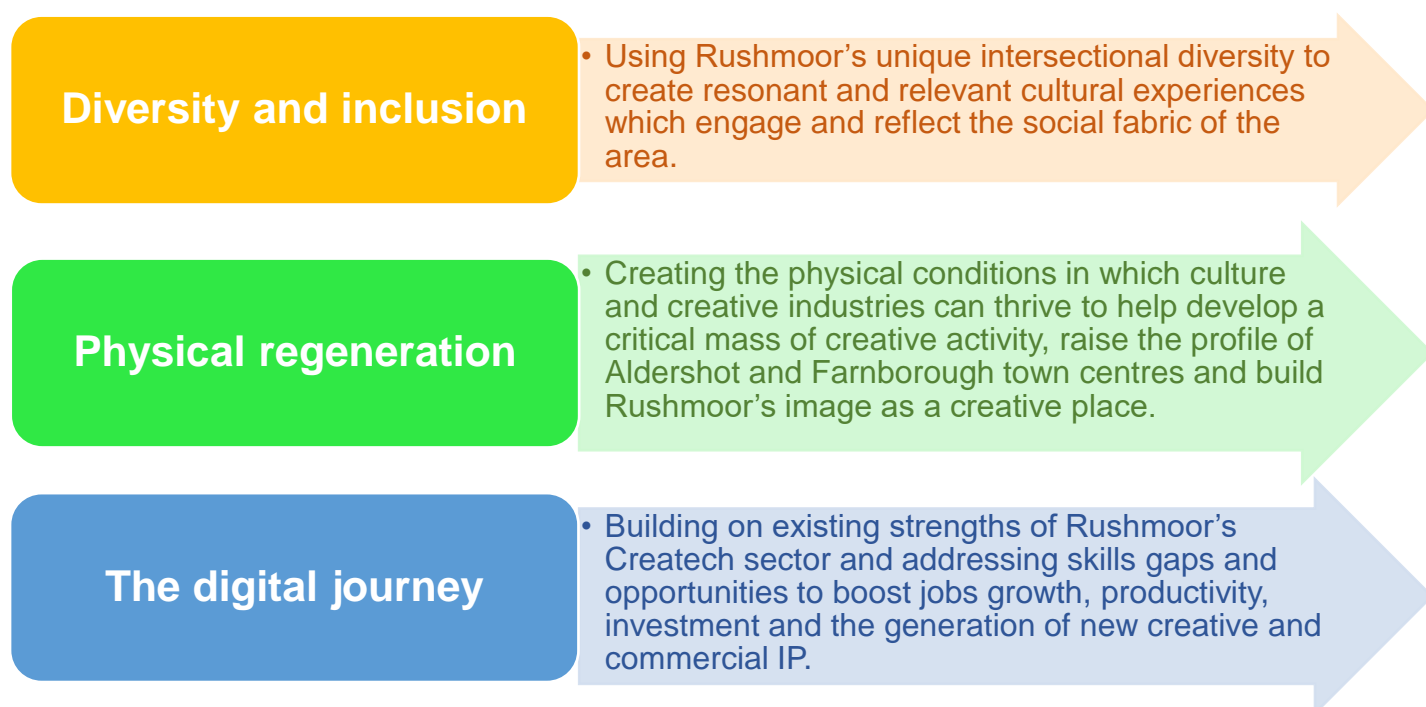 Diversity and inclusion
• Using Rushmoor’s unique intersectional diversity to
create resonant and relevant cultural experiences
which engage and reflect the social fabric of the
area.
Physical regeneration
• Creating the physical conditions in which culture
and creative industries can thrive to help develop a
critical mass of creative activity, raise the profile of
Aldershot and Farnborough town centres and build
Rushmoor’s image as a creative place.
The digital journey
• Building on existing strengths of Rushmoor’s
Createch sector and addressing skills gaps and
opportunities to boost jobs growth, productivity,
investment and the generation of new creative and
commercial IP.